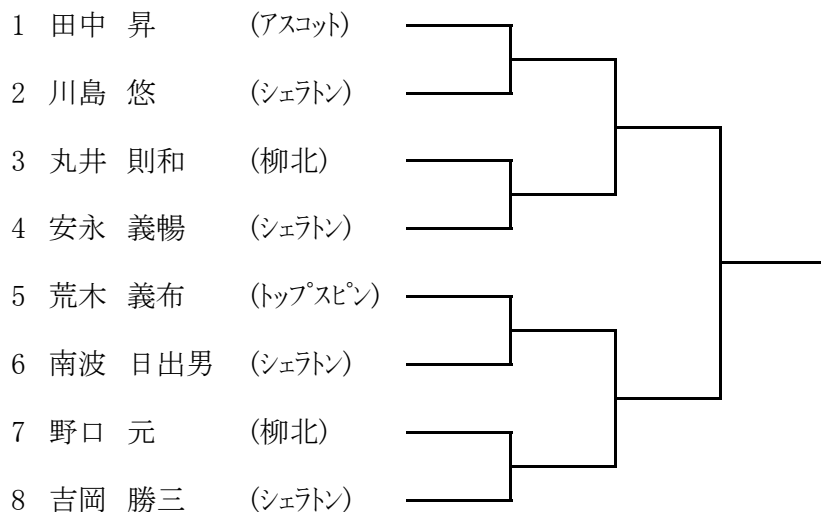 1 田中 昇 (アスコット)
2 川島 悠 (シェラトン)
3 丸井 則和 (柳北)
4 安永 義暢 (シェラトン)
5 荒木 義布 (トップスピン)
6 南波 日出男 (シェラトン)
7 野口 元 (柳北)
8 吉岡 勝三 (シェラトン)